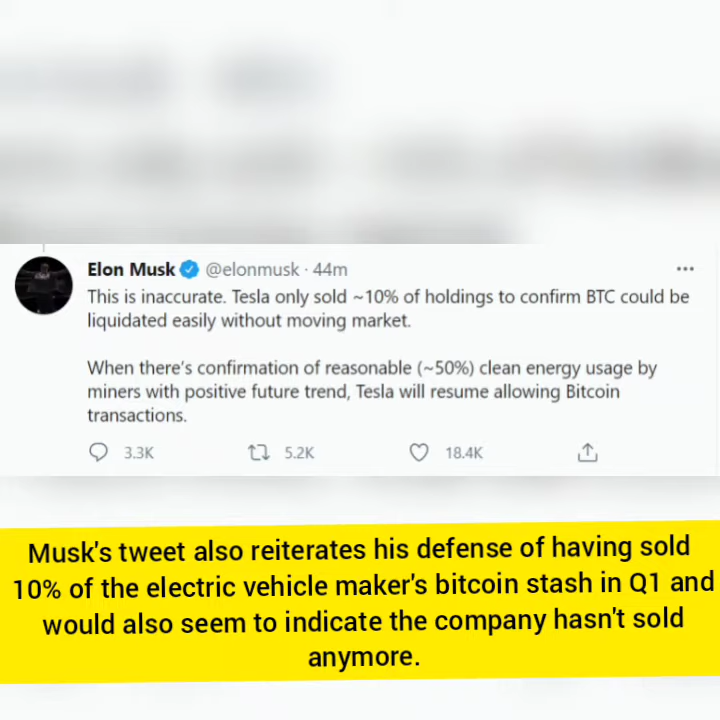 Elon Musk @elonmusk · 44m
This is inaccurate. Tesla only sold ~10% of holdings to confirm BTC could be
liquidated easily without moving market.
When there's confirmation of reasonable (~50%) clean energy usage by
miners with positive future trend, Tesla will resume allowing Bitcoin
transactions.
3.3K 5.2K 18.4K
Musk's tweet also reiterates his defense of having sold
10% of the electric vehicle maker's bitcoin stash in Q1 and
would also seem to indicate the company hasn't sold
anymore.